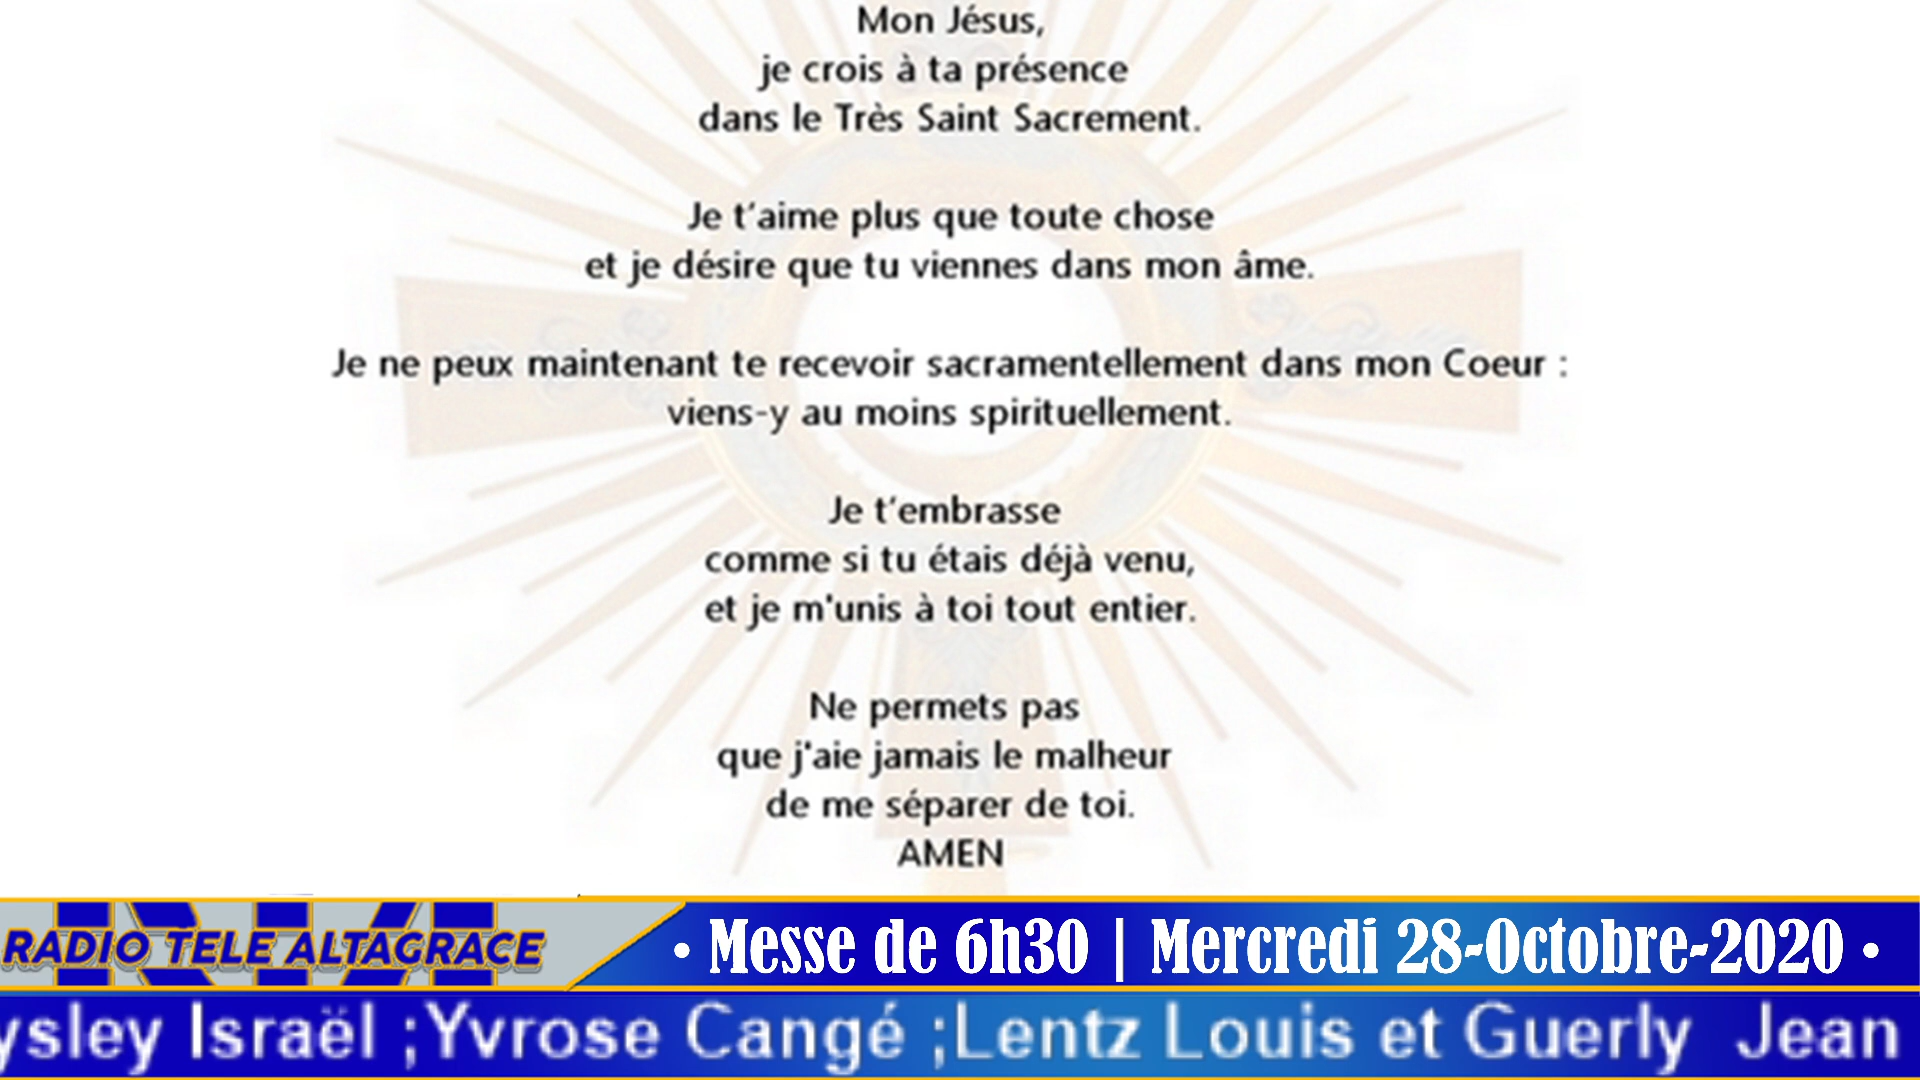 Mon Jésus,
je crois à ta présence
dans le Très Saint Sacrement.
Je t'aime plus que toute chose
et je désire que tu viennes dans mon âme.
Je ne peux maintenant te recevoir sacramentellement dans mon Coeur :
viens-y au moins spirituellement.
Je t'embrasse
comme si tu étais déjà venu,
et je m'unis à toi tout entier.
Ne permets pas
que j'aie jamais le malheur
de me séparer de toi.
AMEN
RTA
RADIO TELE ALTAGRACE
• Messe de 6h30 | Mercredi 28-Octobre-2020 •
ysley Israël ;Yvrose Cangé ;Lentz Louis et Guerly Jean